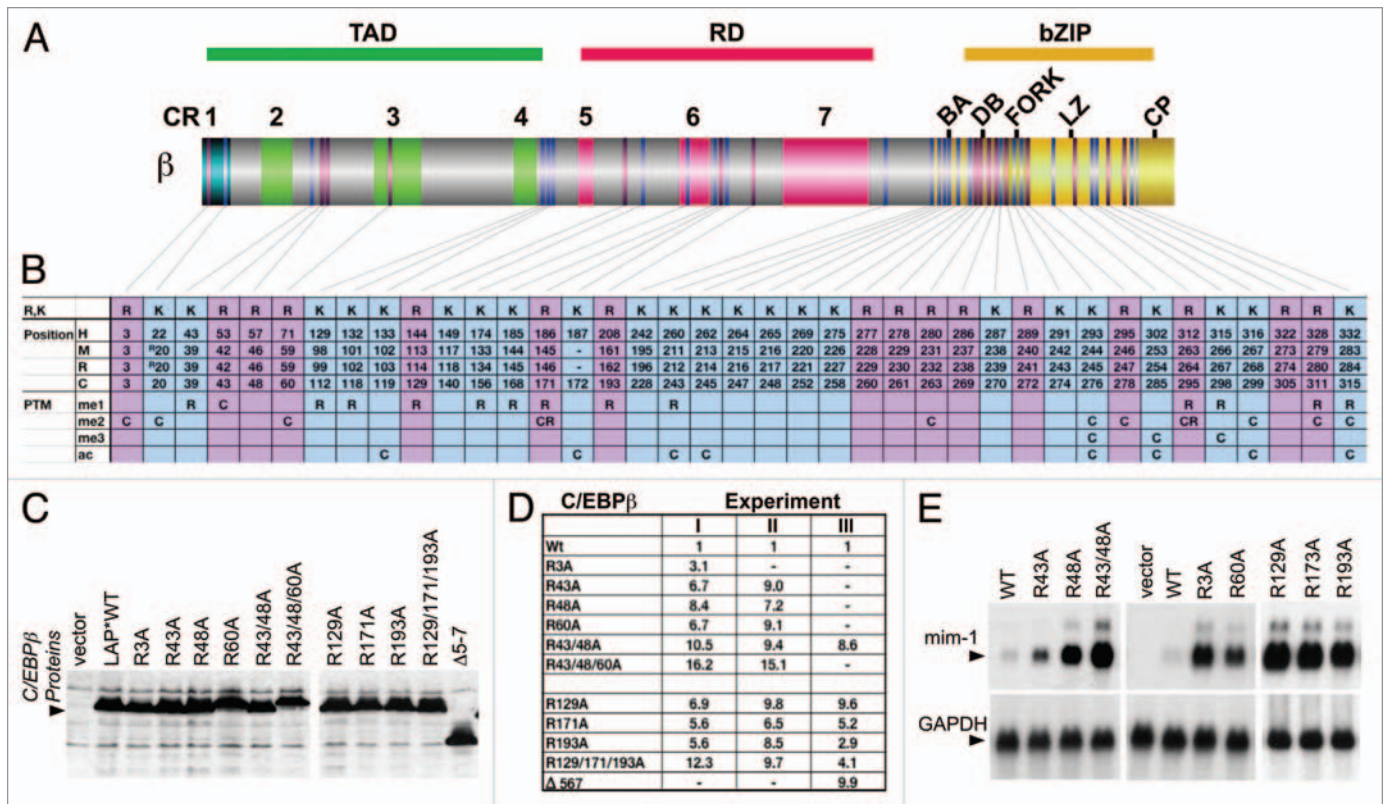 A
TAD RD bZIP
CR 1 2 3 4 5 6 7 BA DB FORK LZ CP
β
B
R,K R K K R R R K K K R K K K R K R K K K K K K K R R R R K R K K R K R K K R R K
Position H 3 22 43 53 57 71 129 132 133 144 149 174 185 186 187 208 242 260 262 264 265 269 275 277 278 280 286 287 289 291 293 295 302 312 315 316 322 328 332
M 3 R20 39 42 46 59 98 101 102 113 117 133 144 145 - 161 195 211 213 215 216 220 226 228 229 231 237 238 240 242 244 246 253 263 266 267 273 279 283
R 3 R20 39 42 46 59 99 102 103 114 118 134 145 146 - 162 196 212 214 216 217 221 227 229 230 232 238 239 241 243 245 247 254 264 267 268 274 280 284
C 3 20 39 43 48 60 112 118 119 129 140 156 168 171 172 193 228 243 245 247 248 252 258 260 261 263 269 270 272 274 276 278 285 295 298 299 305 311 315
PTM me1 R C R R R R R R R R R R R R
me2 C C C CR C C C CR C C C
me3 C C C
ac C C C C C C C C
C
vector LAP*WT R3A R43A R48A R60A R43/48A R43/48/60A R129A R171A R193A R129/171/193A Δ5-7
C/EBPβ
Proteins
D
C/EBPβ Experiment
I II III
Wt 1 1 1
R3A 3.1 - -
R43A 6.7 9.0 -
R48A 8.4 7.2 -
R60A 6.7 9.1 -
R43/48A 10.5 9.4 8.6
R43/48/60A 16.2 15.1 -
R129A 6.9 9.8 9.6
R171A 5.6 6.5 5.2
R193A 5.6 8.5 2.9
R129/171/193A 12.3 9.7 4.1
Δ 567 - - 9.9
E
WT R43A R48A R43/48A vector WT R3A R60A R129A R173A R193A
mim-1
GAPDH